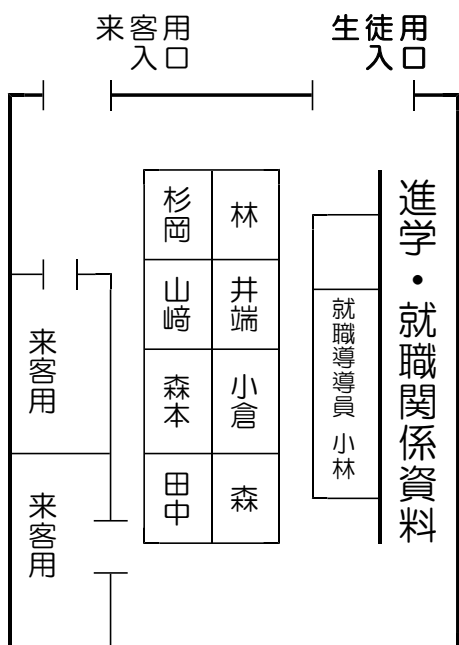 来客用
入口
生徒用
入口
杉岡
林
山﨑
井端
森本
小倉
田中
森
就職導導員 小林
進学・就職関係資料
来客用
来客用